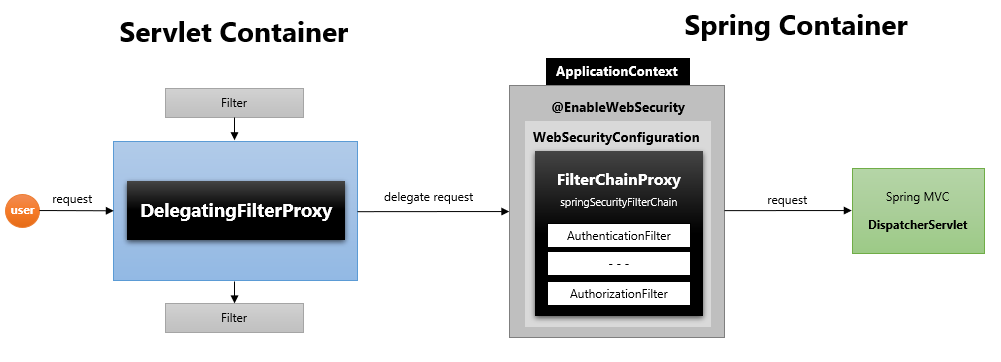 Servlet Container
Spring Container
ApplicationContext
Filter
@EnableWebSecurity
WebSecurityConfiguration
FilterChainProxy
springSecurityFilterChain
user
request
DelegatingFilterProxy
delegate request
AuthenticationFilter
- - -
AuthorizationFilter
request
Spring MVC
DispatcherServlet
Filter